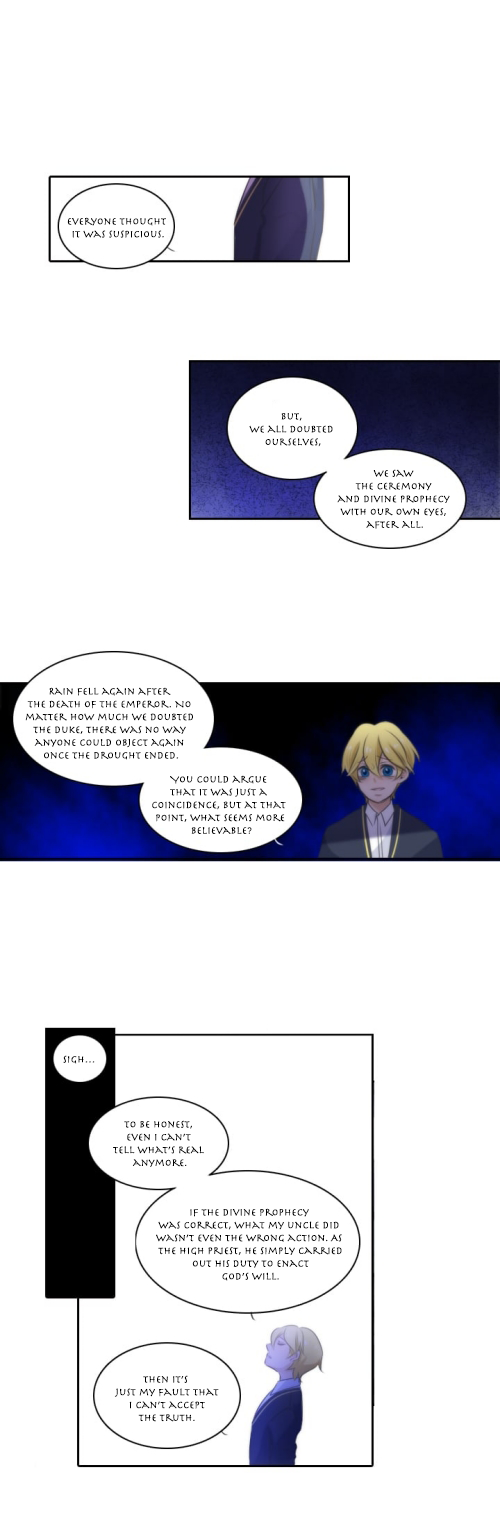 EVERYONE THOUGHT
IT WAS SUSPICIOUS.
BUT,
WE ALL DOUBTED
OURSELVES,
WE SAW
THE CEREMONY
AND DIVINE PROPHECY
WITH OUR OWN EYES,
AFTER ALL.
RAIN FELL AGAIN AFTER
THE DEATH OF THE EMPEROR. NO
MATTER HOW MUCH WE DOUBTED
THE DUKE, THERE WAS NO WAY
ANYONE COULD OBJECT AGAIN
ONCE THE DROUGHT ENDED.
YOU COULD ARGUE
THAT IT WAS JUST A
COINCIDENCE, BUT AT THAT
POINT, WHAT SEEMS MORE
BELIEVABLE?
SIGH...
TO BE HONEST,
EVEN I CAN'T
TELL WHAT'S REAL
ANYMORE.
IF THE DIVINE PROPHECY
WAS CORRECT, WHAT MY UNCLE DID
WASN'T EVEN THE WRONG ACTION. AS
THE HIGH PRIEST, HE SIMPLY CARRIED
OUT HIS DUTY TO ENACT
GOD'S WILL.
THEN IT'S
JUST MY FAULT THAT
I CAN'T ACCEPT
THE TRUTH.